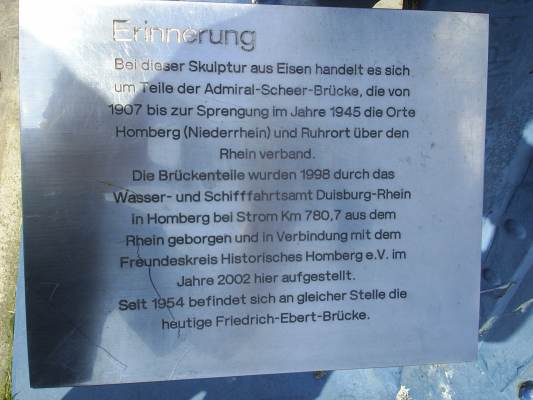 Erinnerung
Bei dieser Skulptur aus Eisen handelt es sich
um Teile der Admiral-Scheer-Brücke, die von
1907 bis zur Sprengung im Jahre 1945 die Orte
Homberg (Niederrhein) und Ruhrort über den
Rhein verband.
Die Brückenteile wurden 1998 durch das
Wasser- und Schifffahrtsamt Duisburg-Rhein
in Homberg bei Strom Km 780,7 aus dem
Rhein geborgen und in Verbindung mit dem
Freundeskreis Historisches Homberg e.V. im
Jahre 2002 hier aufgestellt.
Seit 1954 befindet sich an gleicher Stelle die
heutige Friedrich-Ebert-Brücke.